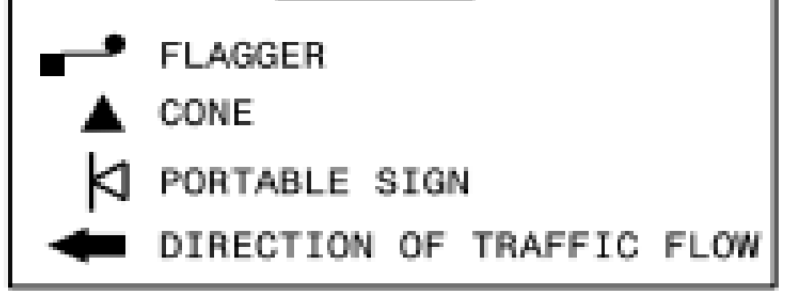 FLAGGER
CONE
PORTABLE SIGN
DIRECTION OF TRAFFIC FLOW